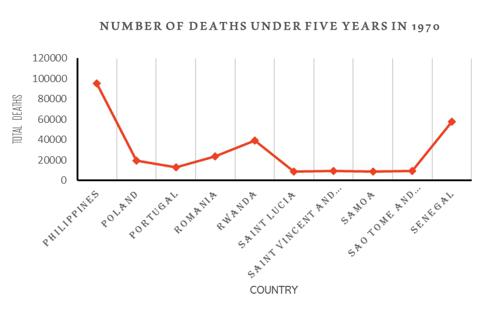 NUMBER OF DEATHS UNDER FIVE YEARS IN 1970
120000
100000
80000
60000
40000
20000
0
TOTAL DEATHS
PHILIPPINES
POLAND
PORTUGAL
ROMANIA
RWANDA
SAINT LUCIA
SAINT VINCENT AND...
SAMOA
SAO TOME AND...
SENEGAL
COUNTRY